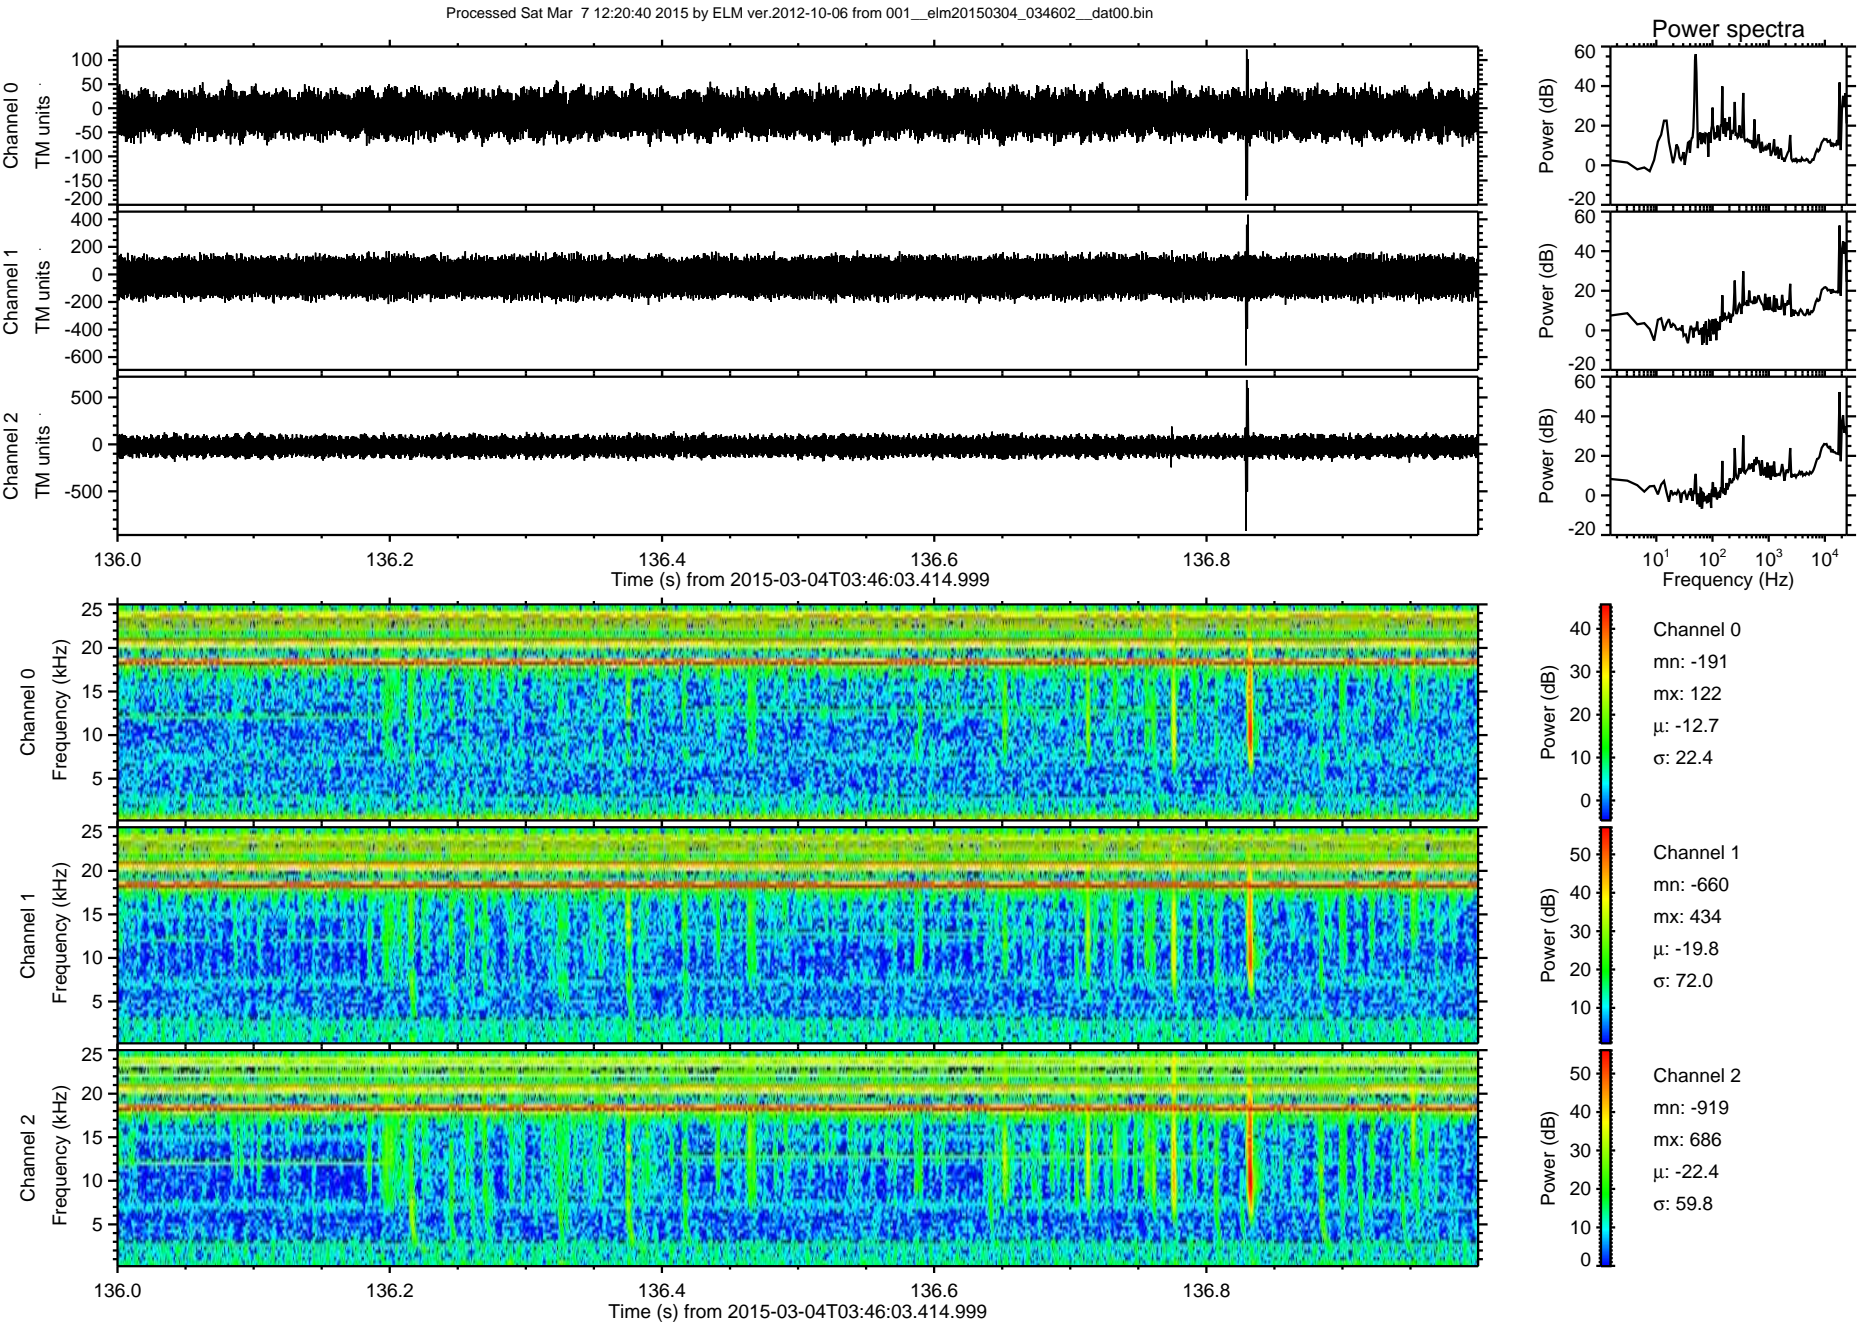 Processed Sat Mar 7 12:20:40 2015 by ELM ver.2012-10-06 from 001__elm20150304_034602__dat00.bin
Power spectra
Channel 0
TM units
100
50
0
-50
-100
-150
-200
Power (dB)
60
40
20
0
-20
Channel 1
TM units
400
200
0
-200
-400
-600
Power (dB)
60
40
20
0
-20
Channel 2
TM units
500
0
-500
Power (dB)
60
40
20
0
-20
136.0 136.2 136.4 136.6 136.8
Time (s) from 2015-03-04T03:46:03.414.999
10¹ 10² 10³ 10⁴
Frequency (Hz)
Channel 0
Frequency (kHz)
25
20
15
10
5
Power (dB)
40
30
20
10
0
Channel 0
mn: -191
mx: 122
μ: -12.7
σ: 22.4
Channel 1
Frequency (kHz)
25
20
15
10
5
Power (dB)
50
40
30
20
10
Channel 1
mn: -660
mx: 434
μ: -19.8
σ: 72.0
Channel 2
Frequency (kHz)
25
20
15
10
5
Power (dB)
50
40
30
20
10
0
Channel 2
mn: -919
mx: 686
μ: -22.4
σ: 59.8
136.0 136.2 136.4 136.6 136.8
Time (s) from 2015-03-04T03:46:03.414.999